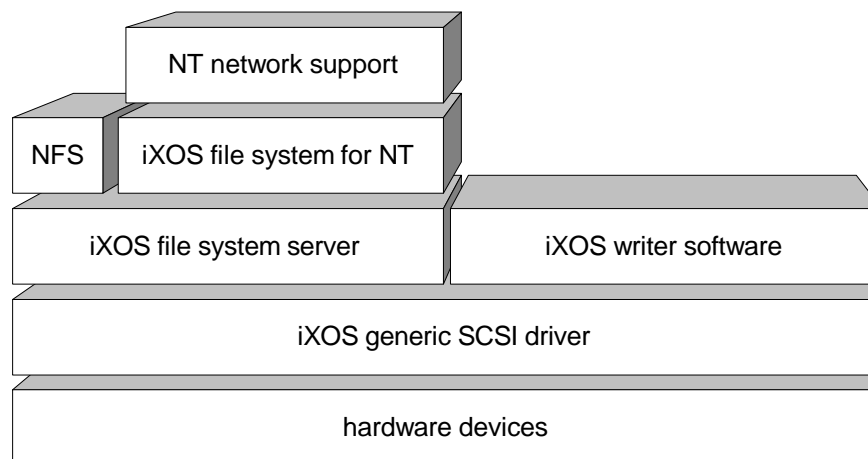 NT network support
NFS
iXOS file system for NT
iXOS file system server
iXOS writer software
iXOS generic SCSI driver
hardware devices